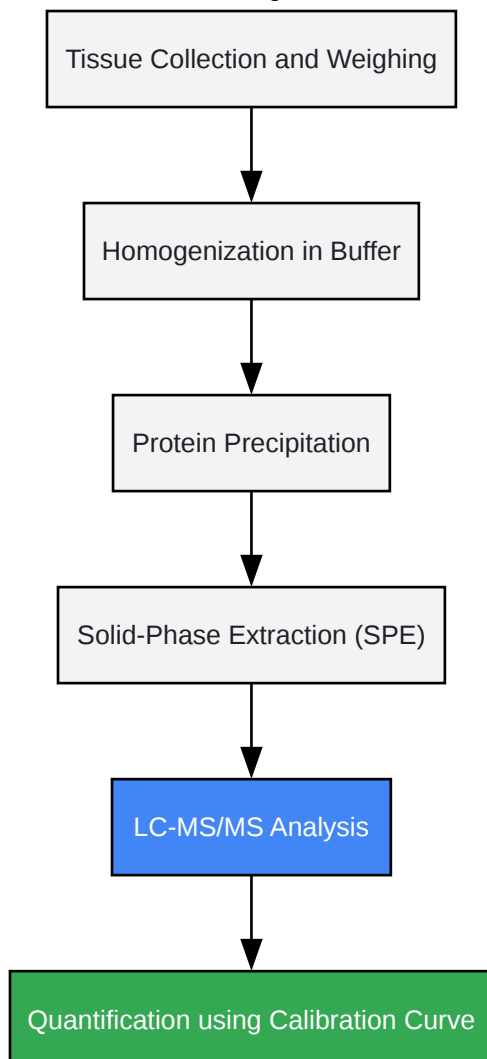 Tissue Collection and Weighing
Homogenization in Buffer
Protein Precipitation
Solid-Phase Extraction (SPE)
LC-MS/MS Analysis
Quantification using Calibration Curve